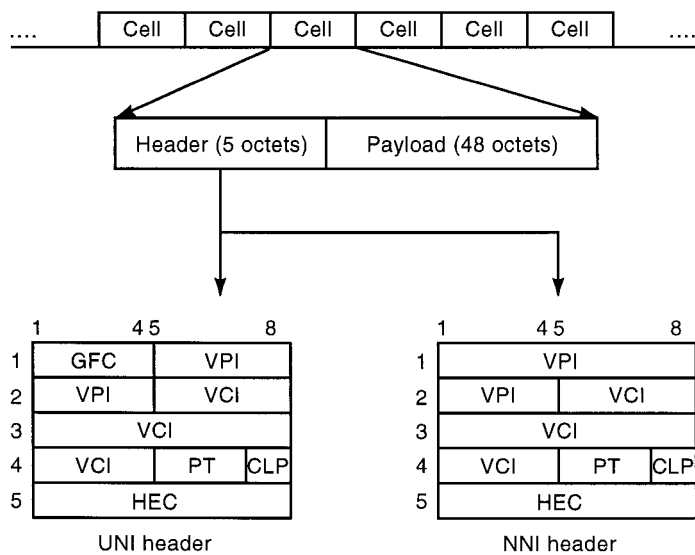 .... Cell Cell Cell Cell Cell Cell ....
Header (5 octets) Payload (48 octets)
1 4 5 8
1 GFC VPI
2 VPI VCI
3 VCI
4 VCI PT CLP
5 HEC
UNI header
1 4 5 8
1 VPI
2 VPI VCI
3 VCI
4 VCI PT CLP
5 HEC
NNI header